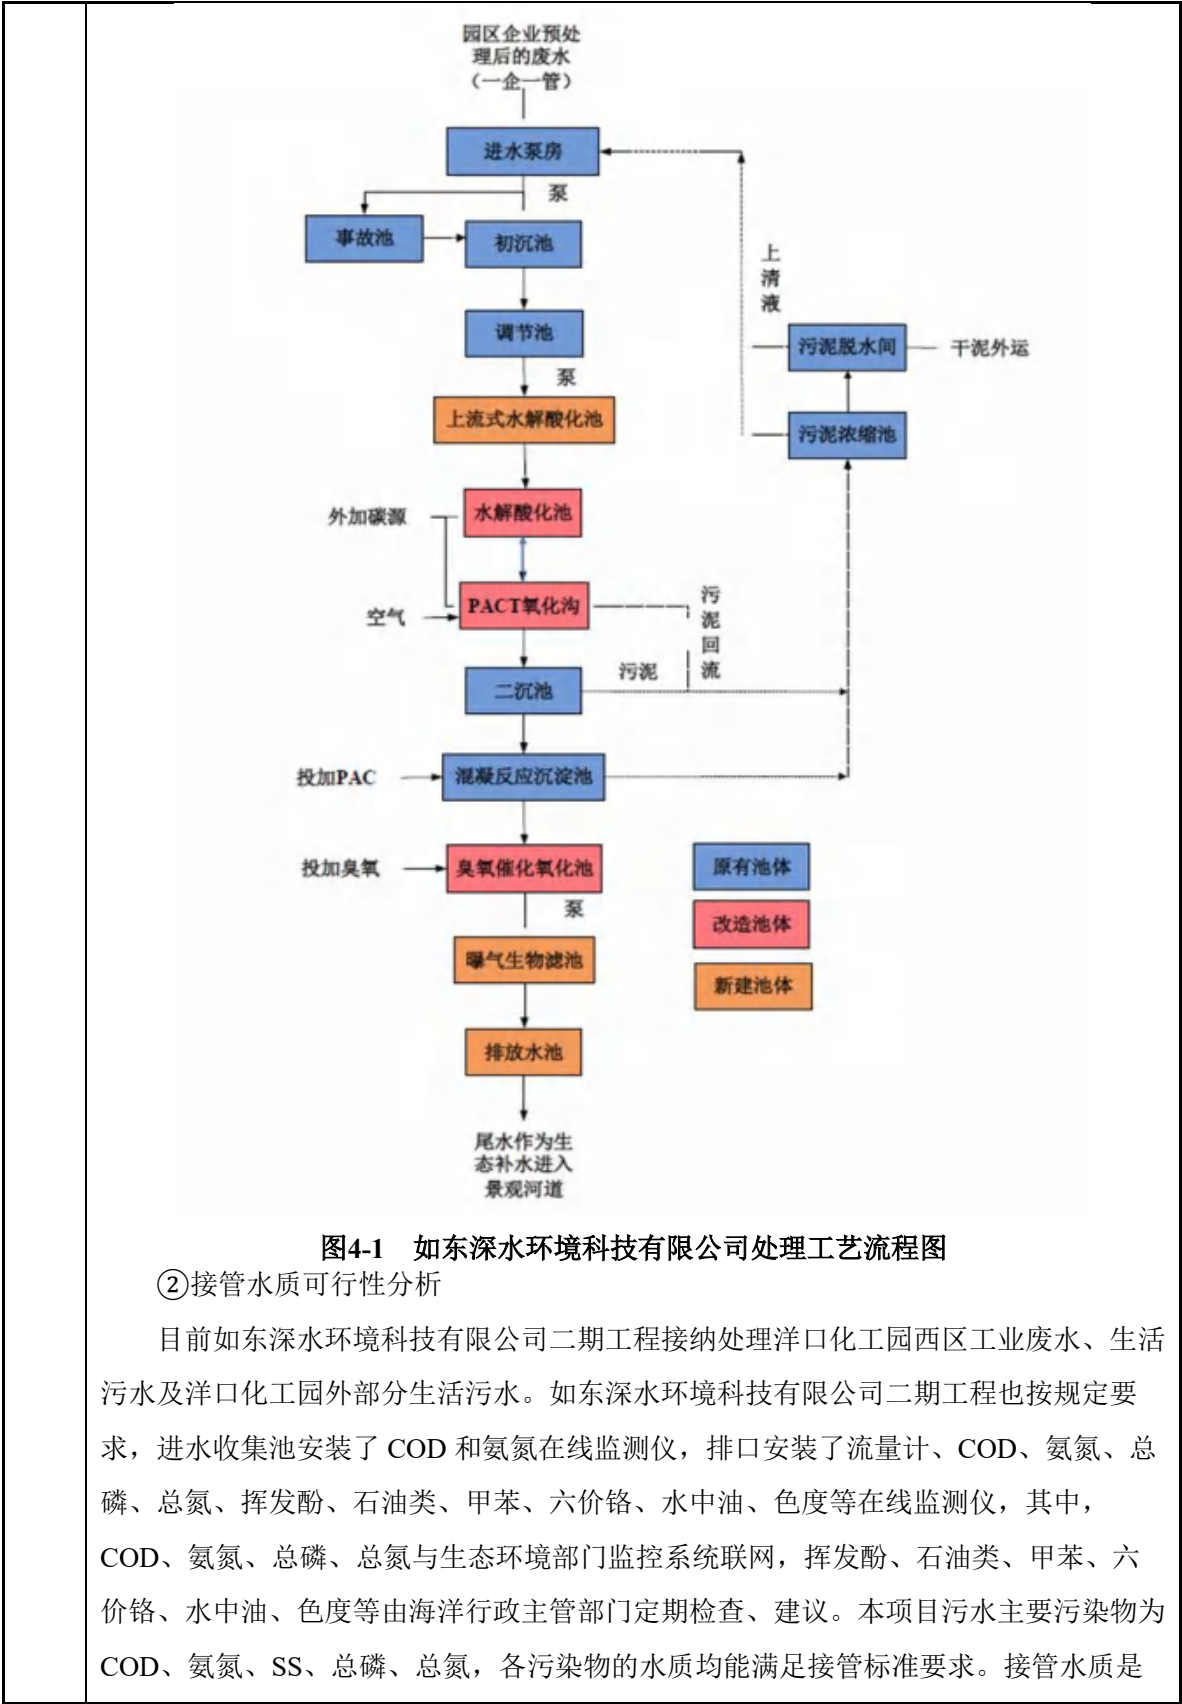 园区企业预处
理后的废水
（一企一管）
进水泵房
泵
事故池
初沉池
上
清
液
调节池
污泥脱水间
干泥外运
泵
上流式水解酸化池
污泥浓缩池
外加碳源
水解酸化池
空气
PACT氧化沟
污
泥
回
流
污泥
二沉池
投加PAC
混凝反应沉淀池
投加臭氧
臭氧催化氧化池
原有池体
泵
改造池体
曝气生物滤池
新建池体
排放水池
尾水作为生
态补水进入
景观河道
图4-1 如东深水环境科技有限公司处理工艺流程图
②接管水质可行性分析
目前如东深水环境科技有限公司二期工程接纳处理洋口化工园西区工业废水、生活
污水及洋口化工园外部分生活污水。如东深水环境科技有限公司二期工程也按规定要
求，进水收集池安装了 COD 和氨氮在线监测仪，排口安装了流量计、COD、氨氮、总
磷、总氮、挥发酚、石油类、甲苯、六价铬、水中油、色度等在线监测仪，其中，
COD、氨氮、总磷、总氮与生态环境部门监控系统联网，挥发酚、石油类、甲苯、六
价铬、水中油、色度等由海洋行政主管部门定期检查、建议。本项目污水主要污染物为
COD、氨氮、SS、总磷、总氮，各污染物的水质均能满足接管标准要求。接管水质是